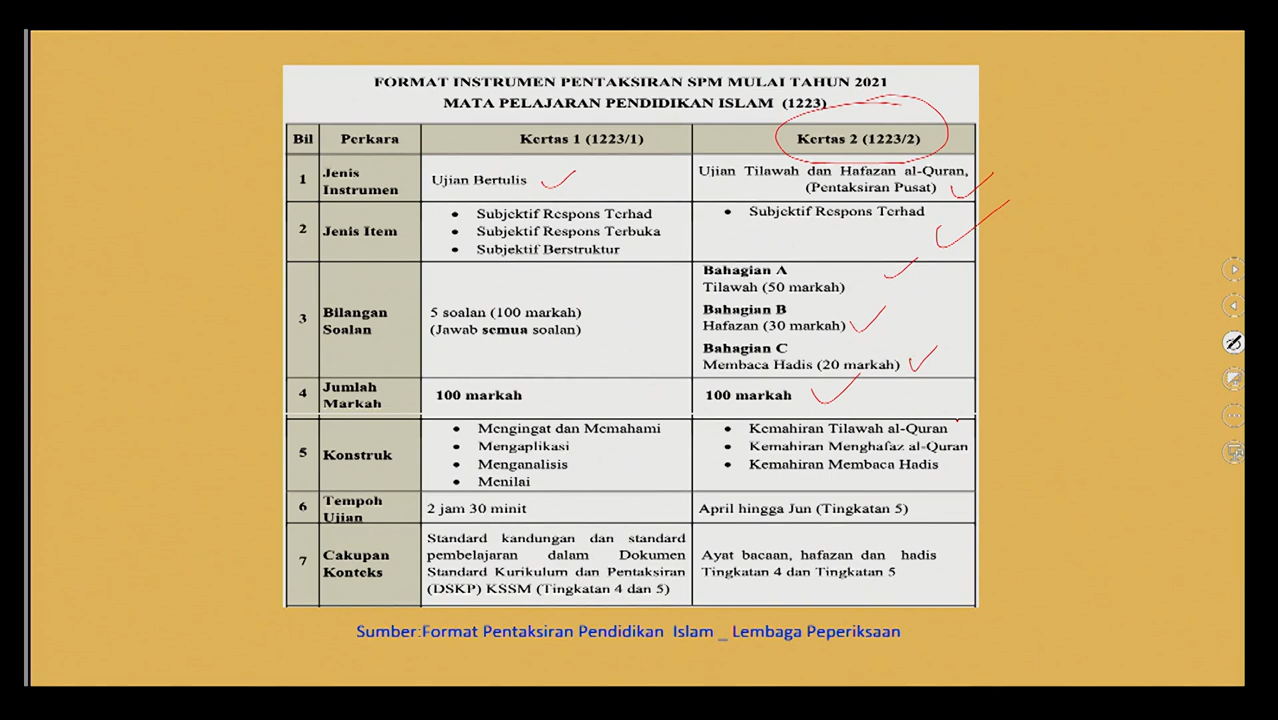 FORMAT INSTRUMEN PENTAKSIRAN SPM MULAI TAHUN 2021
MATA PELAJARAN PENDIDIKAN ISLAM (1223)
Bil Perkara Kertas 1 (1223/1) Kertas 2 (1223/2)
1 Jenis Instrumen
Ujian Bertulis
Ujian Tilawah dan Hafazan al-Quran,
(Pentaksiran Pusat)
2 Jenis Item
• Subjektif Respons Terhad
• Subjektif Respons Terbuka
• Subjektif Berstruktur
• Subjektif Respons Terhad
3 Bilangan Soalan
5 soalan (100 markah)
(Jawab semua soalan)
Bahagian A
Tilawah (50 markah)
Bahagian B
Hafazan (30 markah)
Bahagian C
Membaca Hadis (20 markah)
4 Jumlah Markah
100 markah
100 markah
5 Konstruk
• Mengingat dan Memahami
• Mengaplikasi
• Menganalisis
• Menilai
• Kemahiran Tilawah al-Quran
• Kemahiran Menghafaz al-Quran
• Kemahiran Membaca Hadis
6 Tempoh Ujian
2 jam 30 minit
April hingga Jun (Tingkatan 5)
7 Cakupan Konteks
Standard kandungan dan standard
pembelajaran dalam Dokumen
Standard Kurikulum dan Pentaksiran
(DSKP) KSSM (Tingkatan 4 dan 5)
Ayat bacaan, hafazan dan hadis
Tingkatan 4 dan Tingkatan 5
Sumber:Format Pentaksiran Pendidikan Islam _ Lembaga Peperiksaan